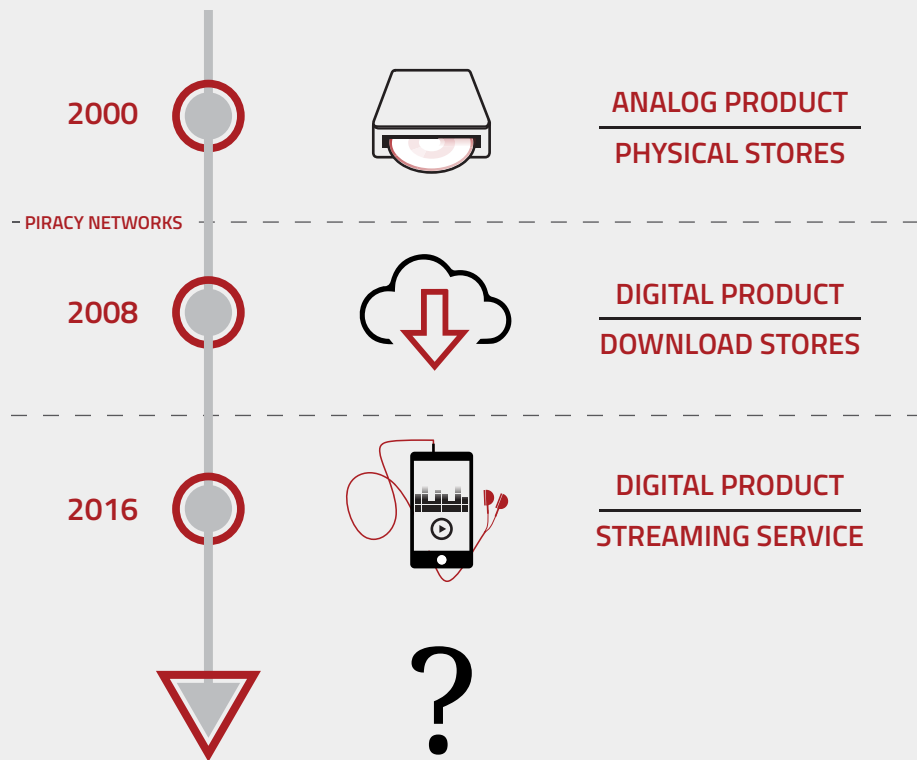 2000
ANALOG PRODUCT
PHYSICAL STORES
PIRACY NETWORKS
2008
DIGITAL PRODUCT
DOWNLOAD STORES
2016
DIGITAL PRODUCT
STREAMING SERVICE
?